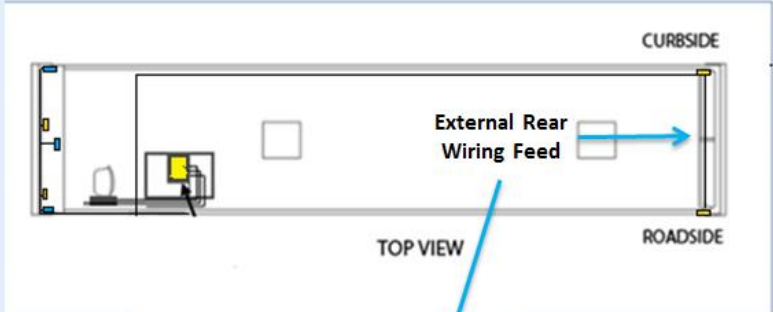 CURBSIDE
External Rear
Wiring Feed
TOP VIEW
ROADSIDE